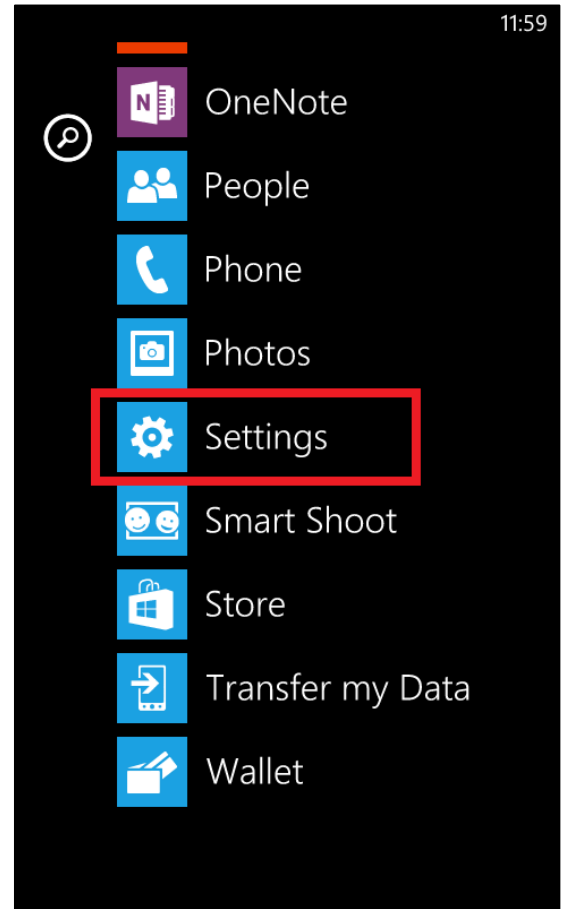 11:59
N
OneNote
People
Phone
Photos
Settings
Smart Shoot
Store
Transfer my Data
Wallet